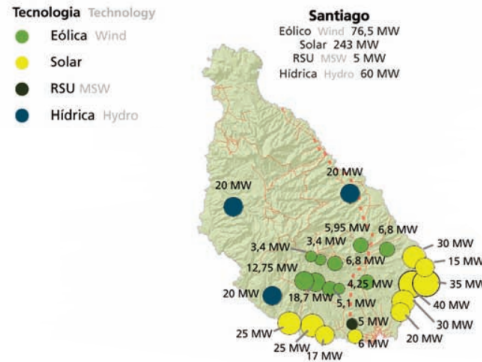 Tecnologia Technology
Eólica Wind
Solar
RSU MSW
Hídrica Hydro
Santiago
Eólico Wind 76,5 MW
Solar 243 MW
RSU MSW 5 MW
Hídrica Hydro 60 MW
20 MW
20 MW
5,95 MW
6,8 MW
3,4 MW
3,4 MW
30 MW
6,8 MW
15 MW
12,75 MW
4,25 MW
35 MW
20 MW
18,7 MW
5,1 MW
40 MW
30 MW
5 MW
20 MW
25 MW
25 MW
6 MW
17 MW